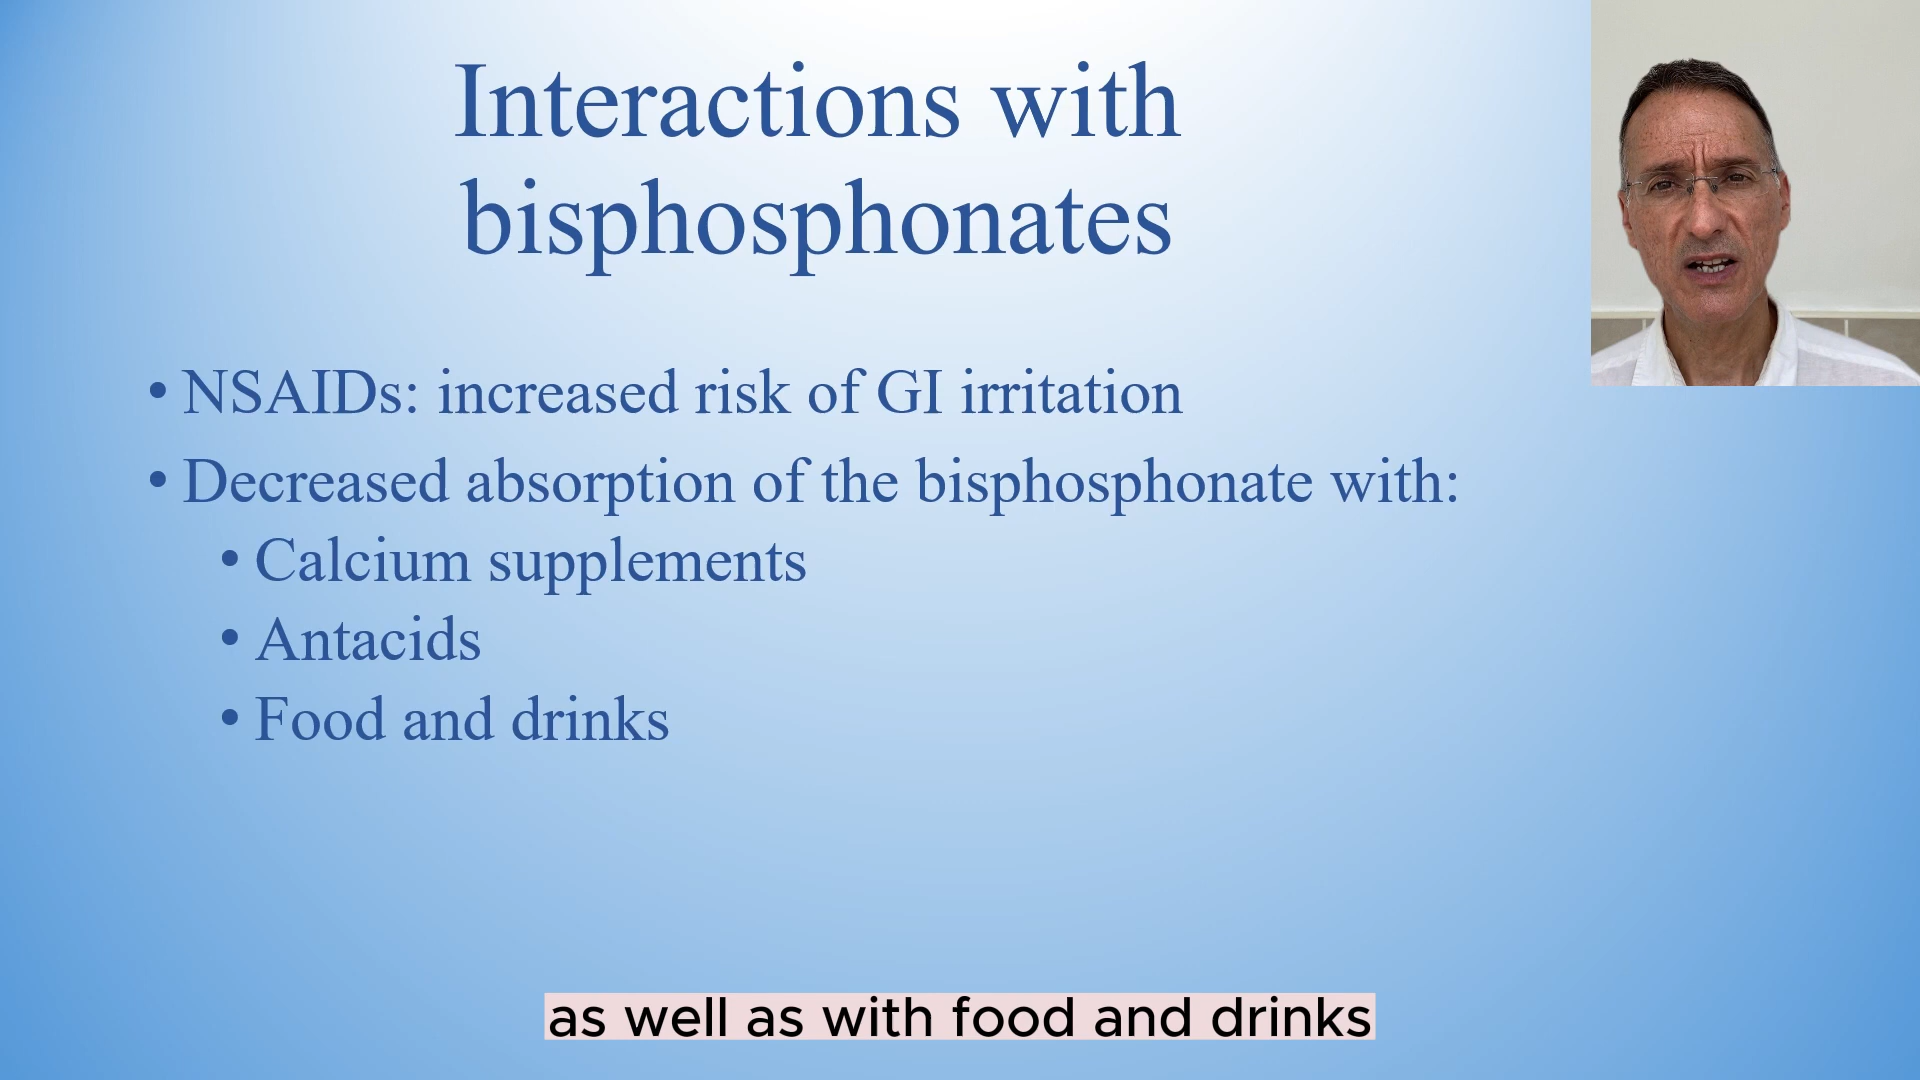 Interactions with
bisphosphonates
• NSAIDs: increased risk of GI irritation
• Decreased absorption of the bisphosphonate with:
• Calcium supplements
• Antacids
• Food and drinks
as well as with food and drinks